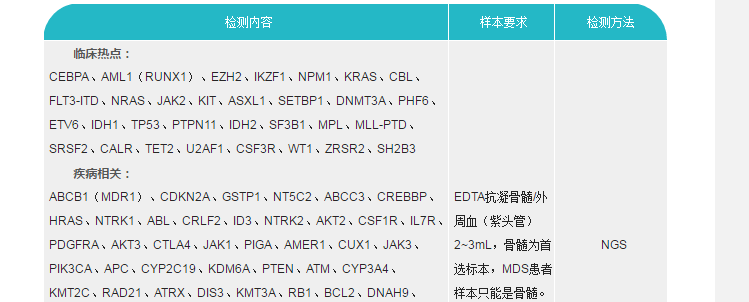 检测内容
样本要求
检测方法
临床热点：
CEBPA、AML1（RUNX1）、EZH2、IKZF1、NPM1、KRAS、CBL、
FLT3-ITD、NRAS、JAK2、KIT、ASXL1、SETBP1、DNMT3A、PHF6、
ETV6、IDH1、TP53、PTPN11、IDH2、SF3B1、MPL、MLL-PTD、
SRSF2、CALR、TET2、U2AF1、CSF3R、WT1、ZRSR2、SH2B3
疾病相关：
ABCB1（MDR1）、CDKN2A、GSTP1、NT5C2、ABCC3、CREBBP、
HRAS、NTRK1、ABL、CRLF2、ID3、NTRK2、AKT2、CSF1R、IL7R、
PDGFRA、AKT3、CTLA4、JAK1、PIGA、AMER1、CUX1、JAK3、
PIK3CA、APC、CYP2C19、KDM6A、PTEN、ATM、CYP3A4、
KMT2C、RAD21、ATRX、DIS3、KMT3A、RB1、BCL2、DNAH9、
EDTA抗凝骨髓/外
周血（紫头管）
2~3mL，骨髓为首
选标本，MDS患者
样本只能是骨髓。
NGS